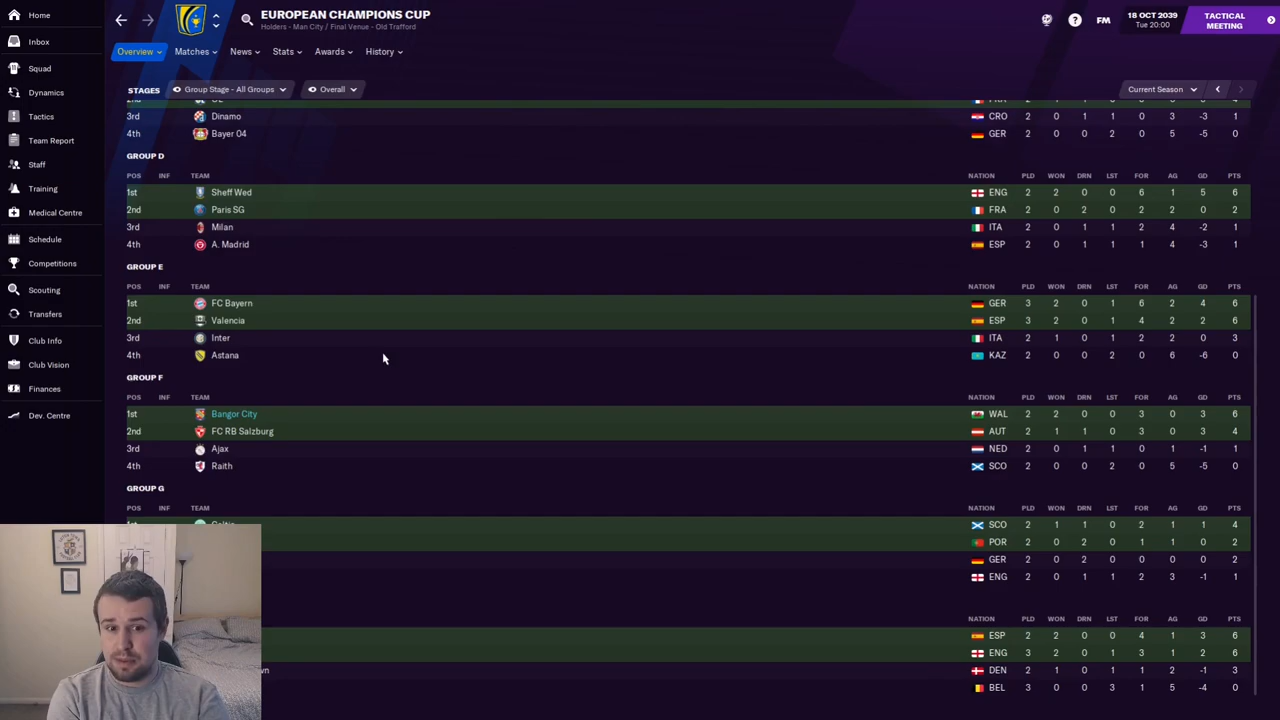 Home
EUROPEAN CHAMPIONS CUP
Holders - Man City / Final Venue - Old Trafford
FM
18 OCT 2039
Tue 20:00
TACTICAL
MEETING
Inbox
Overview
Matches
News
Stats
Awards
History
Squad
Dynamics
Tactics
Team Report
Staff
Training
Medical Centre
Schedule
Competitions
Scouting
Transfers
Club Info
Club Vision
Finances
Dev. Centre
STAGES
Group Stage - All Groups
Overall
Current Season
3rd Dinamo CRO 2 0 1 1 0 3 -3 1
4th Bayer 04 GER 2 0 0 2 0 5 -5 0
GROUP D
POS INF TEAM NATION PLD WON DRN LST FOR AG GD PTS
1st Sheff Wed ENG 2 2 0 0 6 1 5 6
2nd Paris SG FRA 2 0 2 0 2 2 0 2
3rd Milan ITA 2 0 1 1 2 4 -2 1
4th A. Madrid ESP 2 0 1 1 1 4 -3 1
GROUP E
POS INF TEAM NATION PLD WON DRN LST FOR AG GD PTS
1st FC Bayern GER 3 2 0 1 6 2 4 6
2nd Valencia ESP 3 2 0 1 4 2 2 6
3rd Inter ITA 2 1 0 1 2 2 0 3
4th Astana KAZ 2 0 0 2 0 6 -6 0
GROUP F
POS INF TEAM NATION PLD WON DRN LST FOR AG GD PTS
1st Bangor City WAL 2 2 0 0 3 0 3 6
2nd FC RB Salzburg AUT 2 1 1 0 3 0 3 4
3rd Ajax NED 2 0 1 1 0 1 -1 1
4th Raith SCO 2 0 0 2 0 5 -5 0
GROUP G
POS INF TEAM NATION PLD WON DRN LST FOR AG GD PTS
SCO 2 1 1 0 2 1 1 4
POR 2 0 2 0 1 1 0 2
GER 2 0 2 0 0 0 0 2
ENG 2 0 1 1 2 3 -1 1
NATION PLD WON DRN LST FOR AG GD PTS
ESP 2 2 0 0 4 1 3 6
ENG 3 2 0 1 3 1 2 6
DEN 2 1 0 1 1 2 -1 3
BEL 3 0 0 3 1 5 -4 0